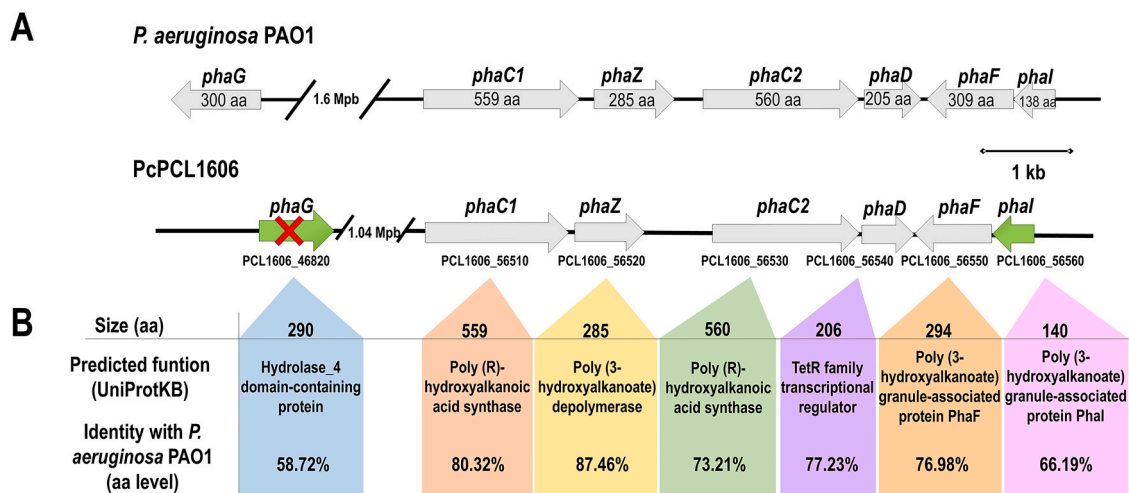 A
P. aeruginosa PAO1
phaG phaC1 phaZ phaC2 phaD phaF phaI
300 aa 1.6 Mpb 559 aa 285 aa 560 aa 205 aa 309 aa 138 aa
1 kb
PcPCL1606
phaG phaC1 phaZ phaC2 phaD phaF phaI
1.04 Mpb
PCL1606_46820 PCL1606_56510 PCL1606_56520 PCL1606_56530 PCL1606_56540 PCL1606_56550 PCL1606_56560
B
Size (aa) 290 559 285 560 206 294 140
Predicted funtion
(UniProtKB)
Hydrolase_4
domain-containing
protein
Poly (R)-
hydroxyalkanoic
acid synthase
Poly (3-
hydroxyalkanoate)
depolymerase
Poly (R)-
hydroxyalkanoic
acid synthase
TetR family
transcriptional
regulator
Poly (3-
hydroxyalkanoate)
granule-associated
protein PhaF
Poly (3-
hydroxyalkanoate)
granule-associated
protein PhaI
Identity with P.
aeruginosa PAO1
(aa level)
58.72% 80.32% 87.46% 73.21% 77.23% 76.98% 66.19%